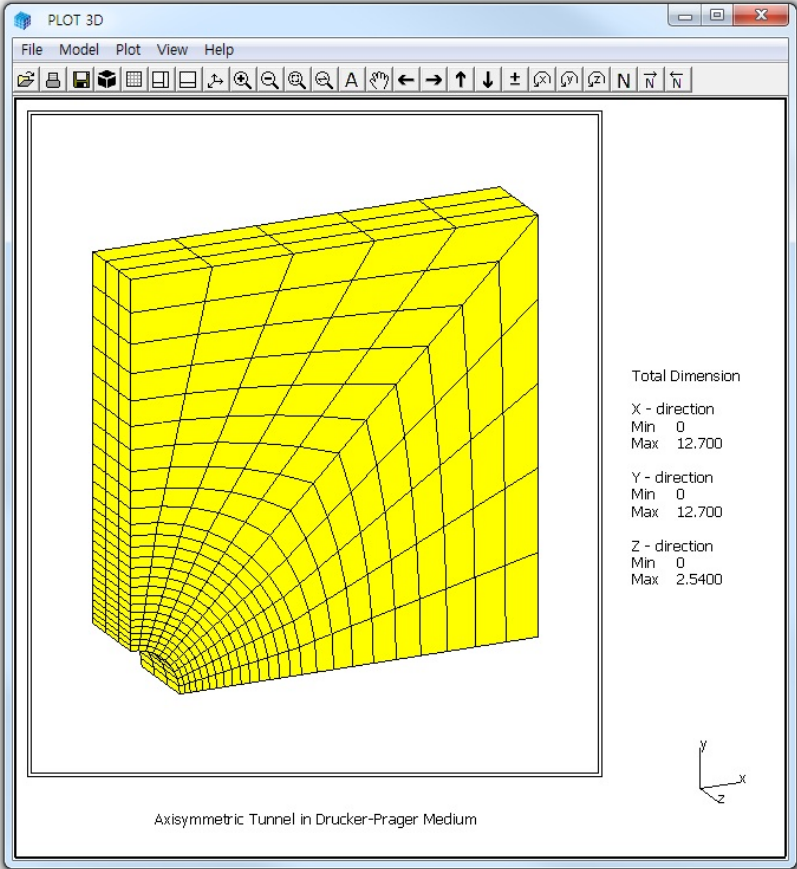 PLOT 3D
File Model Plot View Help
A N N N
Total Dimension
X - direction
Min 0
Max 12.700
Y - direction
Min 0
Max 12.700
Z - direction
Min 0
Max 2.5400
y
x
z
Axisymmetric Tunnel in Drucker-Prager Medium